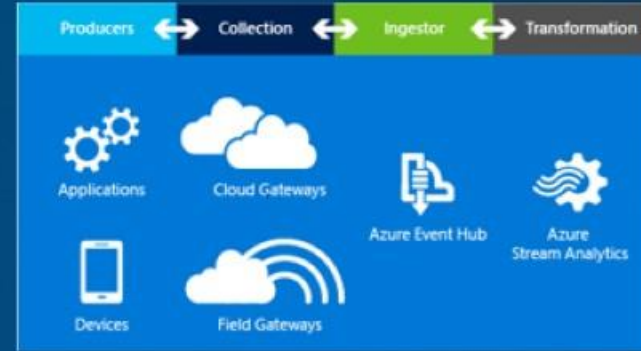 Producers
Collection
Ingestor
Transformation
Applications
Cloud Gateways
Azure Event Hub
Azure
Stream Analytics
Devices
Field Gateways